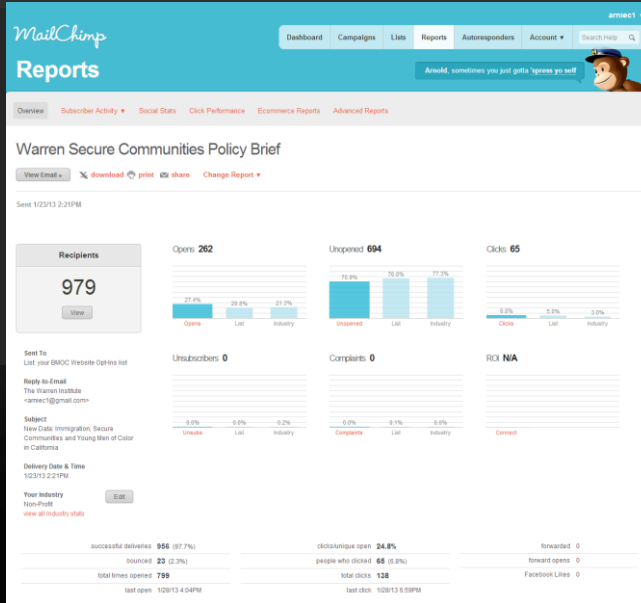 arniec1
MailChimp
Dashboard Campaigns Lists Reports Autoresponders Account ▾ Search Help
Reports
Arnold, sometimes you just gotta 'spress yo self
Overview Subscriber Activity ▾ Social Stats Click Performance Ecommerce Reports Advanced Reports
Warren Secure Communities Policy Brief
View Email download print share Change Report ▾
Sent 1/23/13 2:21PM
Recipients
979
View
Opens 262
27.4% 20.8% 21.3%
Opens List Industry
Unopened 694
76.8% 77.3%
Unopened List Industry
Clicks 65
5.0% 3.0%
Clicks List Industry
Sent To
List: your BMOC Website Opt-Ins list
Reply-to-Email
The Warren Institute
<arniec1@gmail.com>
Subject
New Data: Immigration, Secure
Communities and Young Men of Color
in California
Delivery Date & Time
1/23/13 2:21PM
Your Industry
Non-Profit
Edit
view all industry stats
Unsubscribers 0
0.0% 0.0% 0.2%
Unsubs List Industry
Complaints 0
0.0% 0.1% 0.0%
Complaints List Industry
ROI N/A
Connect
successful deliveries 956 (97.7%)
bounced 23 (2.3%)
total times opened 799
last open 1/28/13 4:04PM
clicks/unique open 24.8%
people who clicked 65 (6.8%)
total clicks 138
last click 1/28/13 6:59PM
forwarded 0
forward opens 0
Facebook Likes 0